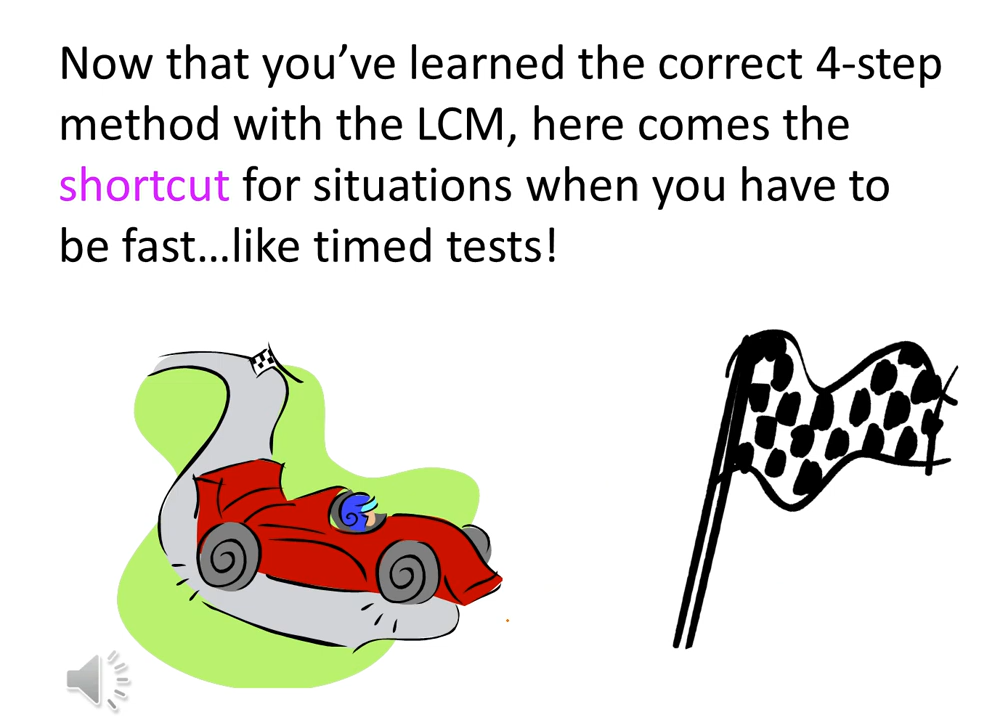 Now that you’ve learned the correct 4-step
method with the LCM, here comes the
shortcut for situations when you have to
be fast…like timed tests!